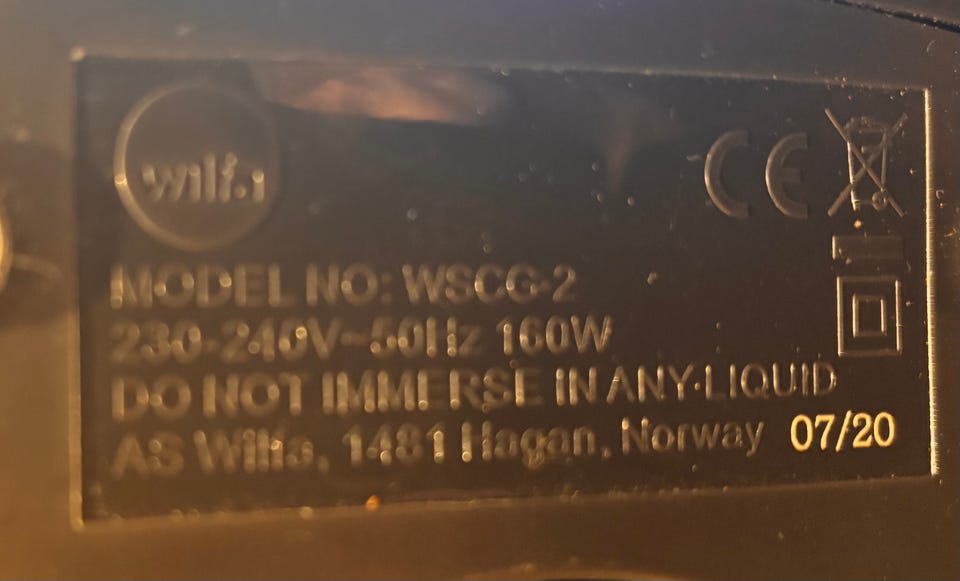 wilfa
CE
MODEL NO: WSCG-2
230-240V~50Hz 160W
DO NOT IMMERSE IN ANY LIQUID
AS Wilfa, 1481 Hagan, Norway 07/20